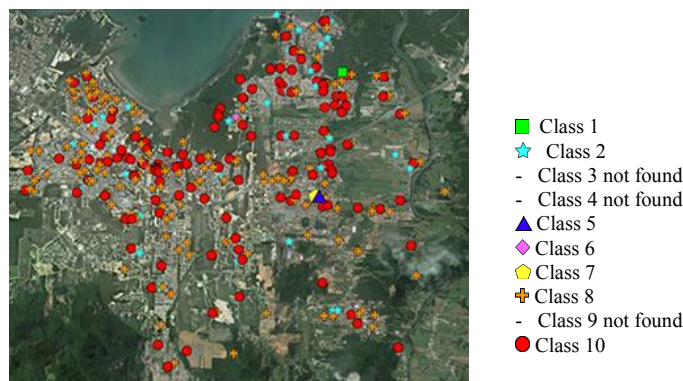 Class 1
Class 2
- Class 3 not found
- Class 4 not found
Class 5
Class 6
Class 7
Class 8
- Class 9 not found
Class 10